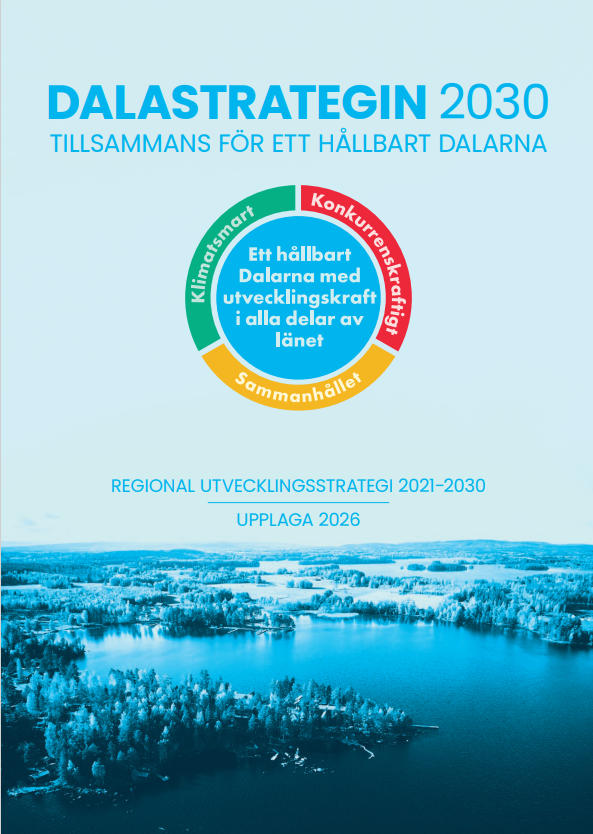 DALASTRATEGIN 2030
TILLSAMMANS FÖR ETT HÅLLBART DALARNA
Klimatsmart
Konkurrenskraftigt
Ett hållbart
Dalarna med
utvecklingskraft
i alla delar av
länet
Sammanhållet
REGIONAL UTVECKLINGSSTRATEGI 2021–2030
UPPLAGA 2026